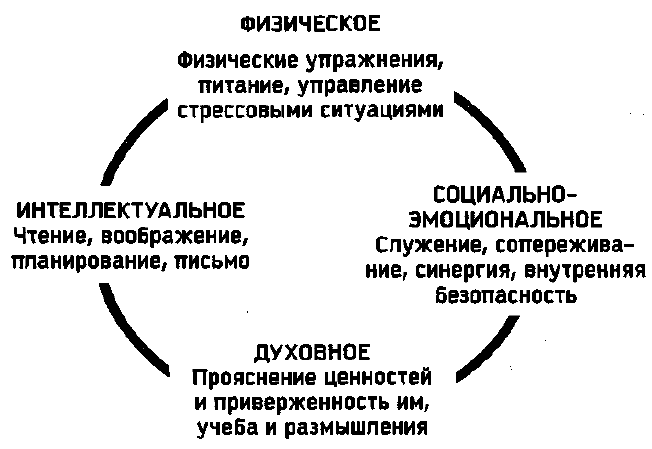 ФИЗИЧЕСКОЕ
Физические упражнения,
питание, управление
стрессовыми ситуациями
ИНТЕЛЛЕКТУАЛЬНОЕ
Чтение, воображение,
планирование, письмо
СОЦИАЛЬНО-
ЭМОЦИОНАЛЬНОЕ
Служение, сопережива-
ние, синергия, внутренняя
безопасность
ДУХОВНОЕ
Прояснение ценностей
и приверженность им,
учеба и размышления